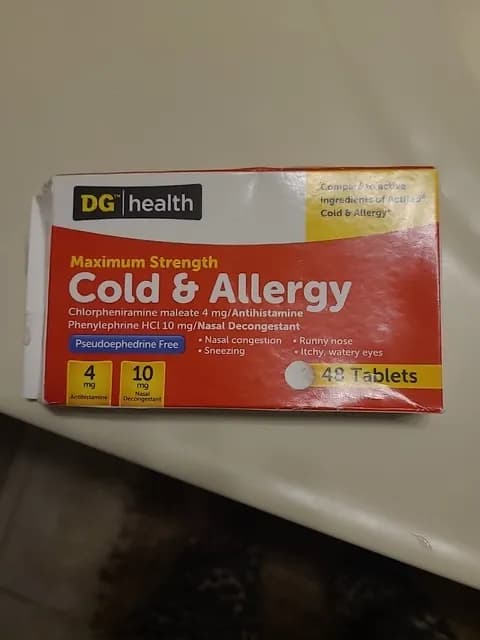 DG™ health
Compare to active
ingredients of Actifed®
Cold & Allergy*
Maximum Strength
Cold & Allergy
Chlorpheniramine maleate 4 mg/Antihistamine
Phenylephrine HCl 10 mg/Nasal Decongestant
Pseudoephedrine Free
• Nasal congestion • Runny nose
• Sneezing • Itchy, watery eyes
4 mg Antihistamine
10 mg Nasal Decongestant
48 Tablets